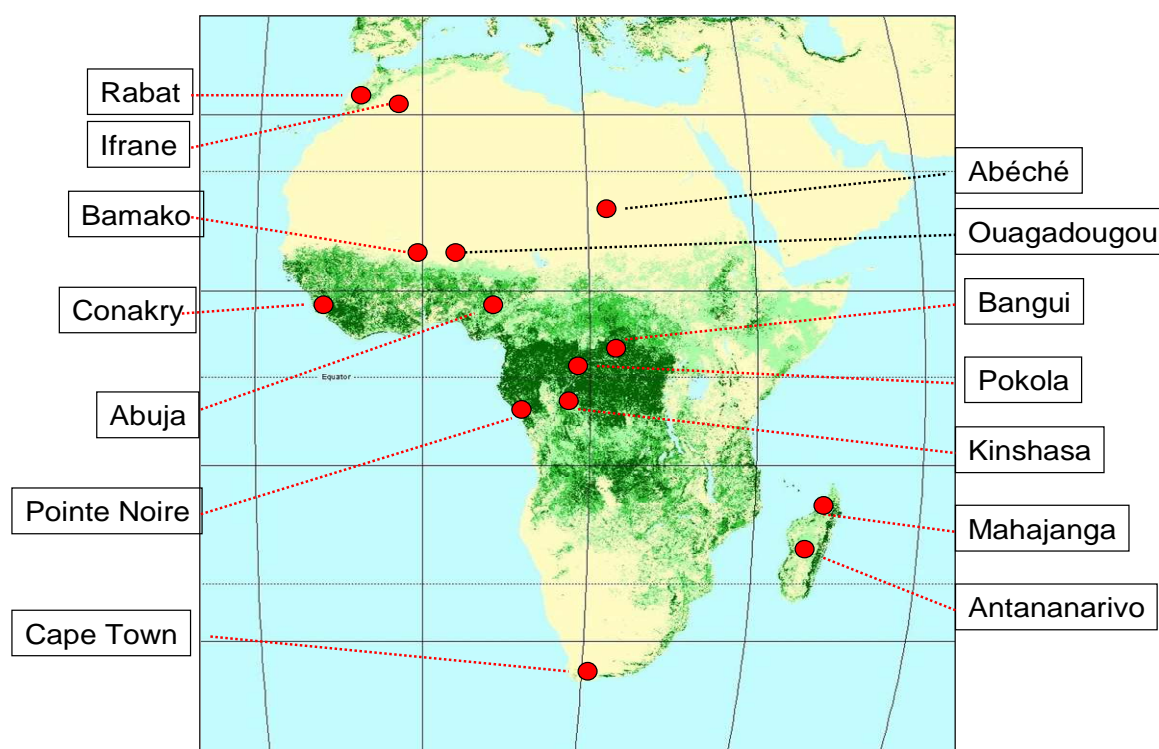 Rabat
Ifrane
Bamako
Conakry
Abuja
Pointe Noire
Cape Town
Equator
Abéché
Ouagadougou
Bangui
Pokola
Kinshasa
Mahajanga
Antananarivo